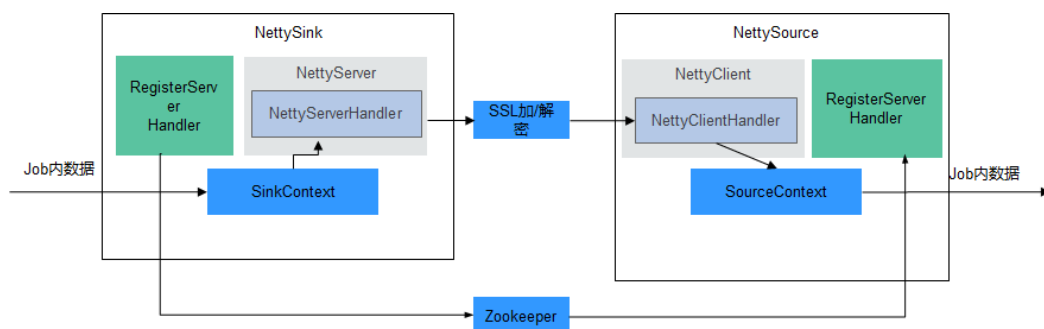 NettySink
NettySource
NettyServer
NettyClient
RegisterServ
er
Handler
NettyServerHandler
SSL加/解
密
NettyClientHandler
RegisterServer
Handler
Job内数据
SinkContext
SourceContext
Job内数据
Zookeeper